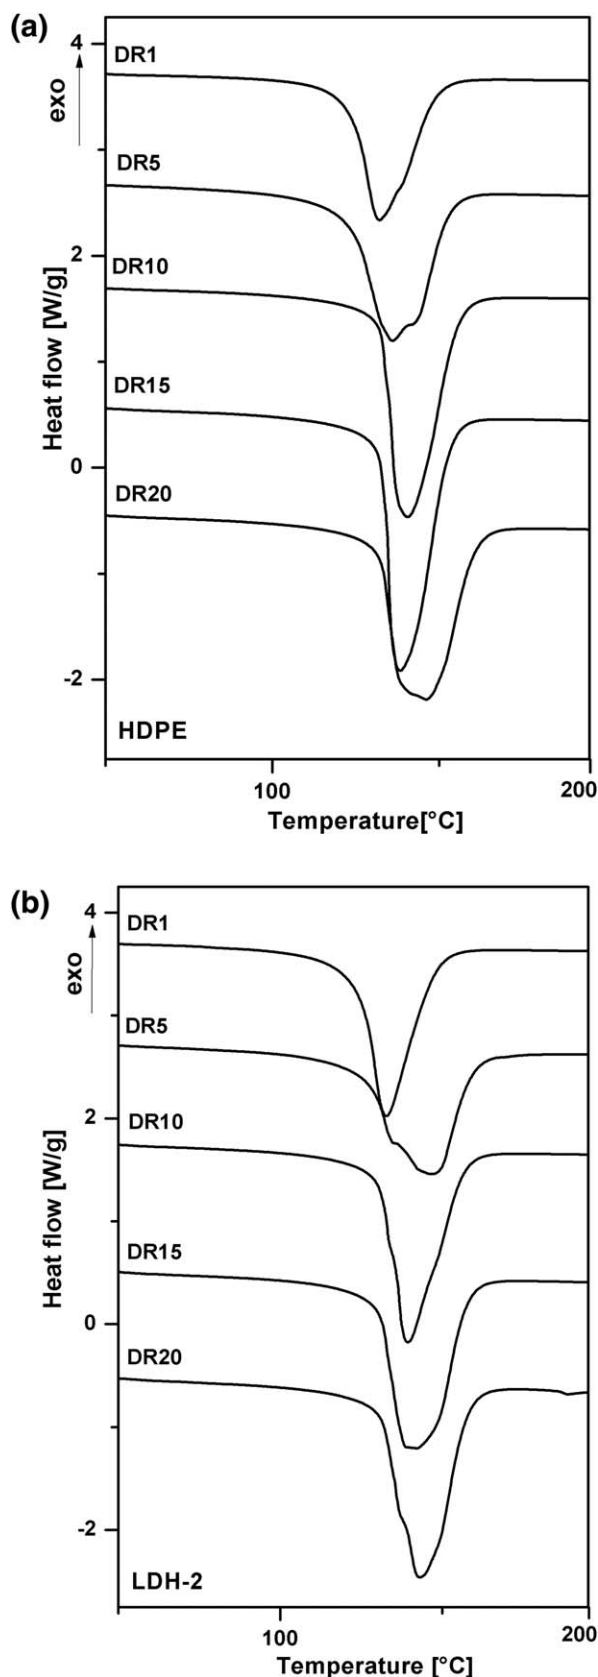 (a)
4
exo
DR1
DR5
2
DR10
Heat flow [W/g]
DR15
0
DR20
-2
HDPE
100
200
Temperature[°C]
(b)
4
exo
DR1
DR5
2
DR10
Heat flow [W/g]
DR15
0
DR20
-2
LDH-2
100
200
Temperature [°C]